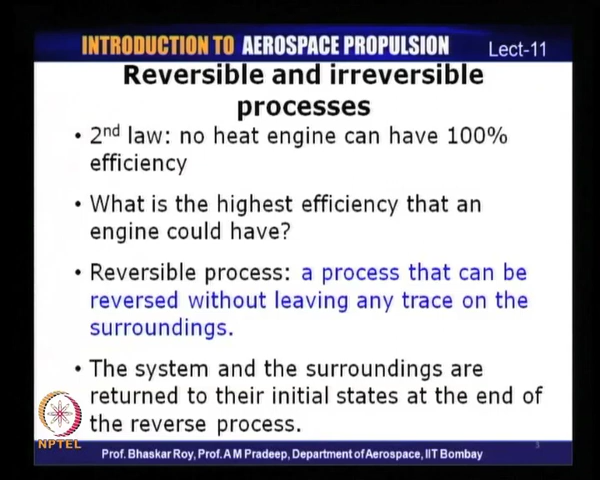 INTRODUCTION TO AEROSPACE PROPULSION
Lect-11
Reversible and irreversible
processes
• 2nd law: no heat engine can have 100%
efficiency
• What is the highest efficiency that an
engine could have?
• Reversible process: a process that can be
reversed without leaving any trace on the
surroundings.
• The system and the surroundings are
returned to their initial states at the end of
the reverse process.
NPTEL
3
Prof. Bhaskar Roy, Prof. A M Pradeep, Department of Aerospace, IIT Bombay